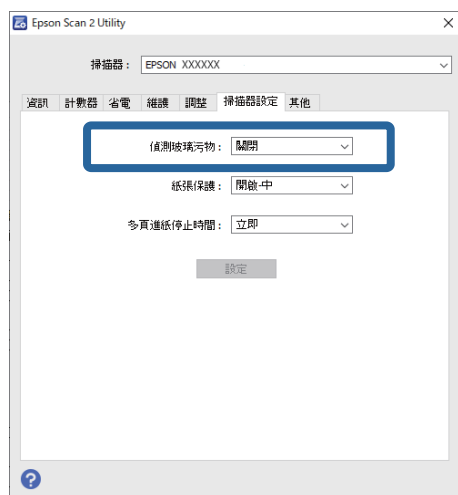 Epson Scan 2 Utility
掃描器： EPSON XXXXXX
資訊 計數器 省電 維護 調整 掃描器設定 其他
偵測玻璃污物： 關閉
紙張保護： 開啟-中
多頁進紙停止時間： 立即
設定
?